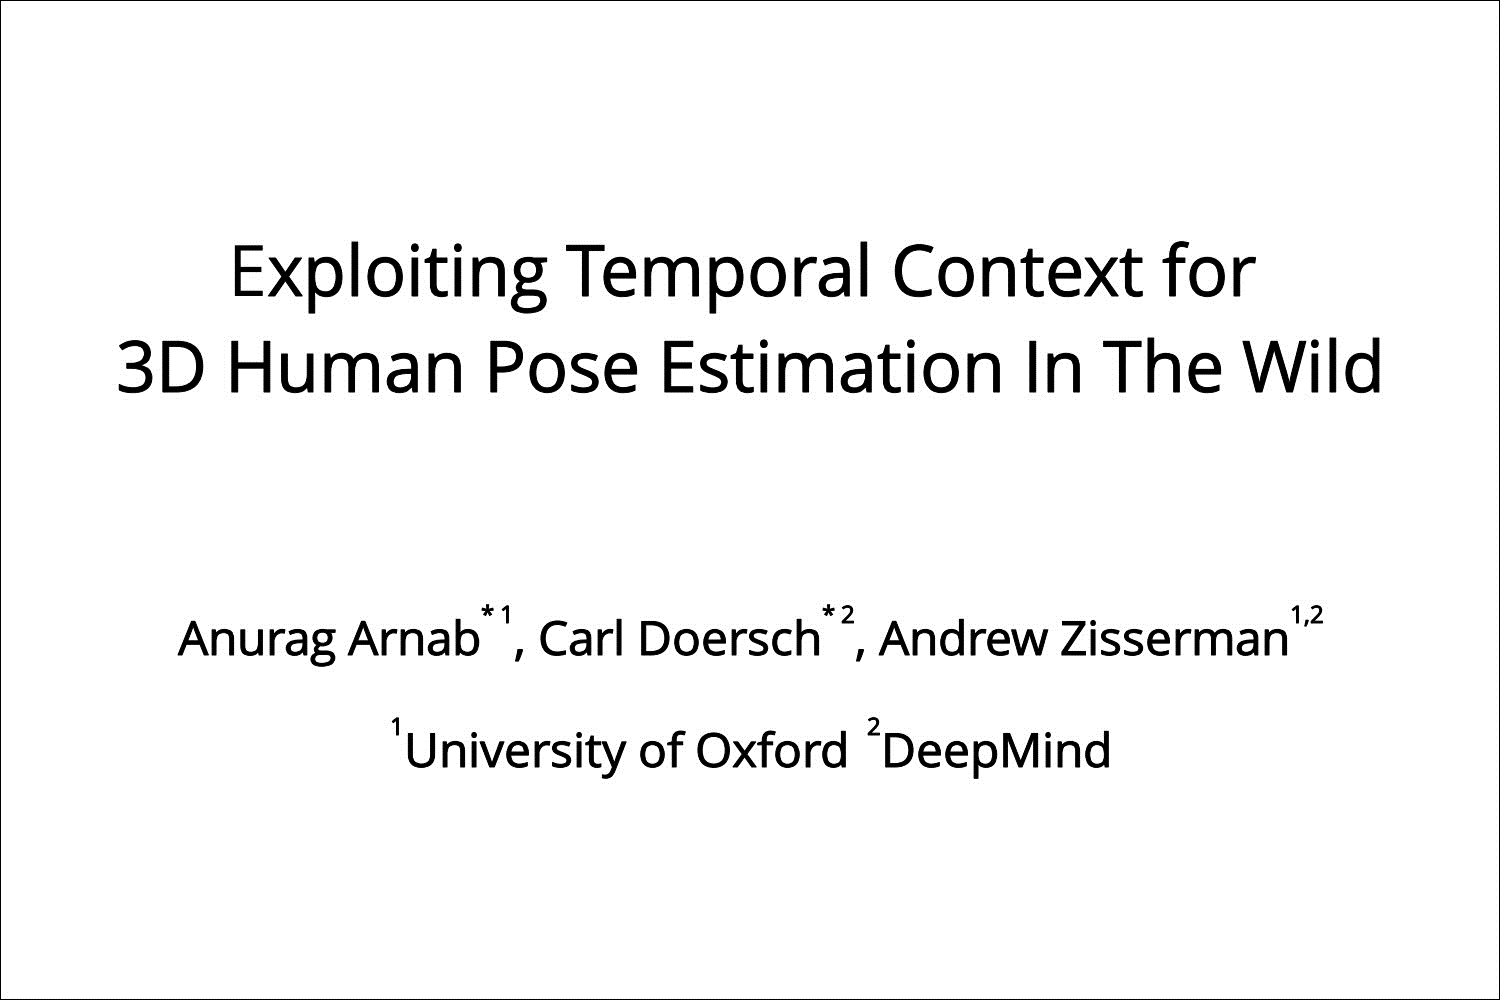 Exploiting Temporal Context for
3D Human Pose Estimation In The Wild
Anurag Arnab* 1, Carl Doersch* 2, Andrew Zisserman1,2
1University of Oxford 2DeepMind